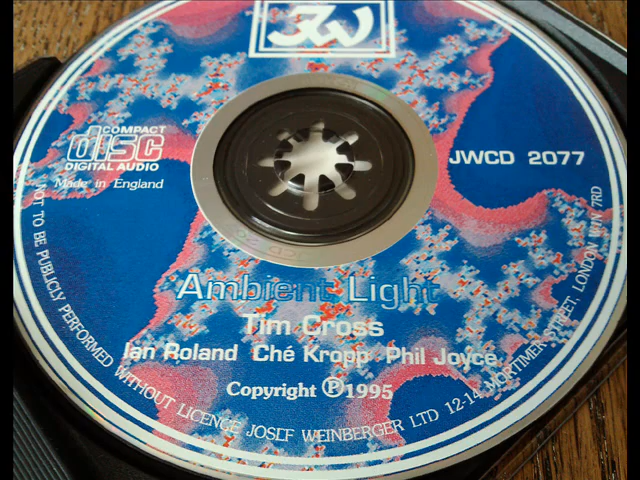 JW
COMPACT
disc
DIGITAL AUDIO
Made in England
JWCD 2077
Ambient Light
Tim Cross
Ian Roland Ché Kropp Phil Joyce
Copyright Ⓟ1995
NOT TO BE PUBLICLY PERFORMED WITHOUT LICENCE JOSEF WEINBERGER LTD 12-14 MORTIMER STREET, LONDON W1N 7RD